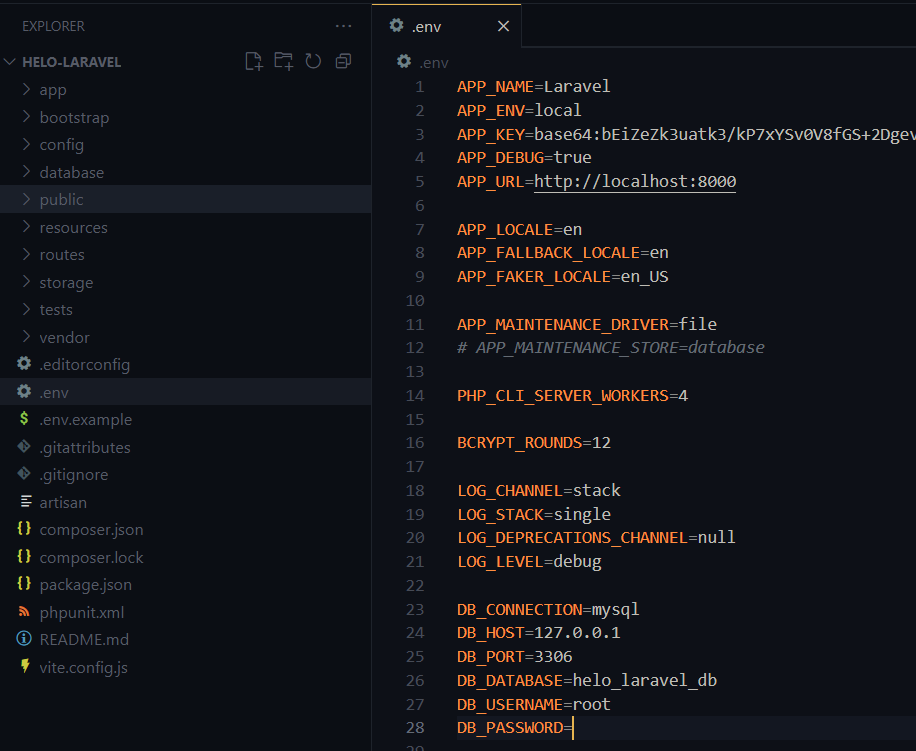 EXPLORER
HELO-LARAVEL
app
bootstrap
config
database
public
resources
routes
storage
tests
vendor
.editorconfig
.env
.env.example
.gitattributes
.gitignore
artisan
composer.json
composer.lock
package.json
phpunit.xml
README.md
vite.config.js
.env
.env
1 APP_NAME=Laravel
2 APP_ENV=local
3 APP_KEY=base64:bEiZeZk3uatk3/kP7xYSv0V8fGS+2Dgev
4 APP_DEBUG=true
5 APP_URL=http://localhost:8000
6
7 APP_LOCALE=en
8 APP_FALLBACK_LOCALE=en
9 APP_FAKER_LOCALE=en_US
10
11 APP_MAINTENANCE_DRIVER=file
12 # APP_MAINTENANCE_STORE=database
13
14 PHP_CLI_SERVER_WORKERS=4
15
16 BCRYPT_ROUNDS=12
17
18 LOG_CHANNEL=stack
19 LOG_STACK=single
20 LOG_DEPRECATIONS_CHANNEL=null
21 LOG_LEVEL=debug
22
23 DB_CONNECTION=mysql
24 DB_HOST=127.0.0.1
25 DB_PORT=3306
26 DB_DATABASE=helo_laravel_db
27 DB_USERNAME=root
28 DB_PASSWORD=